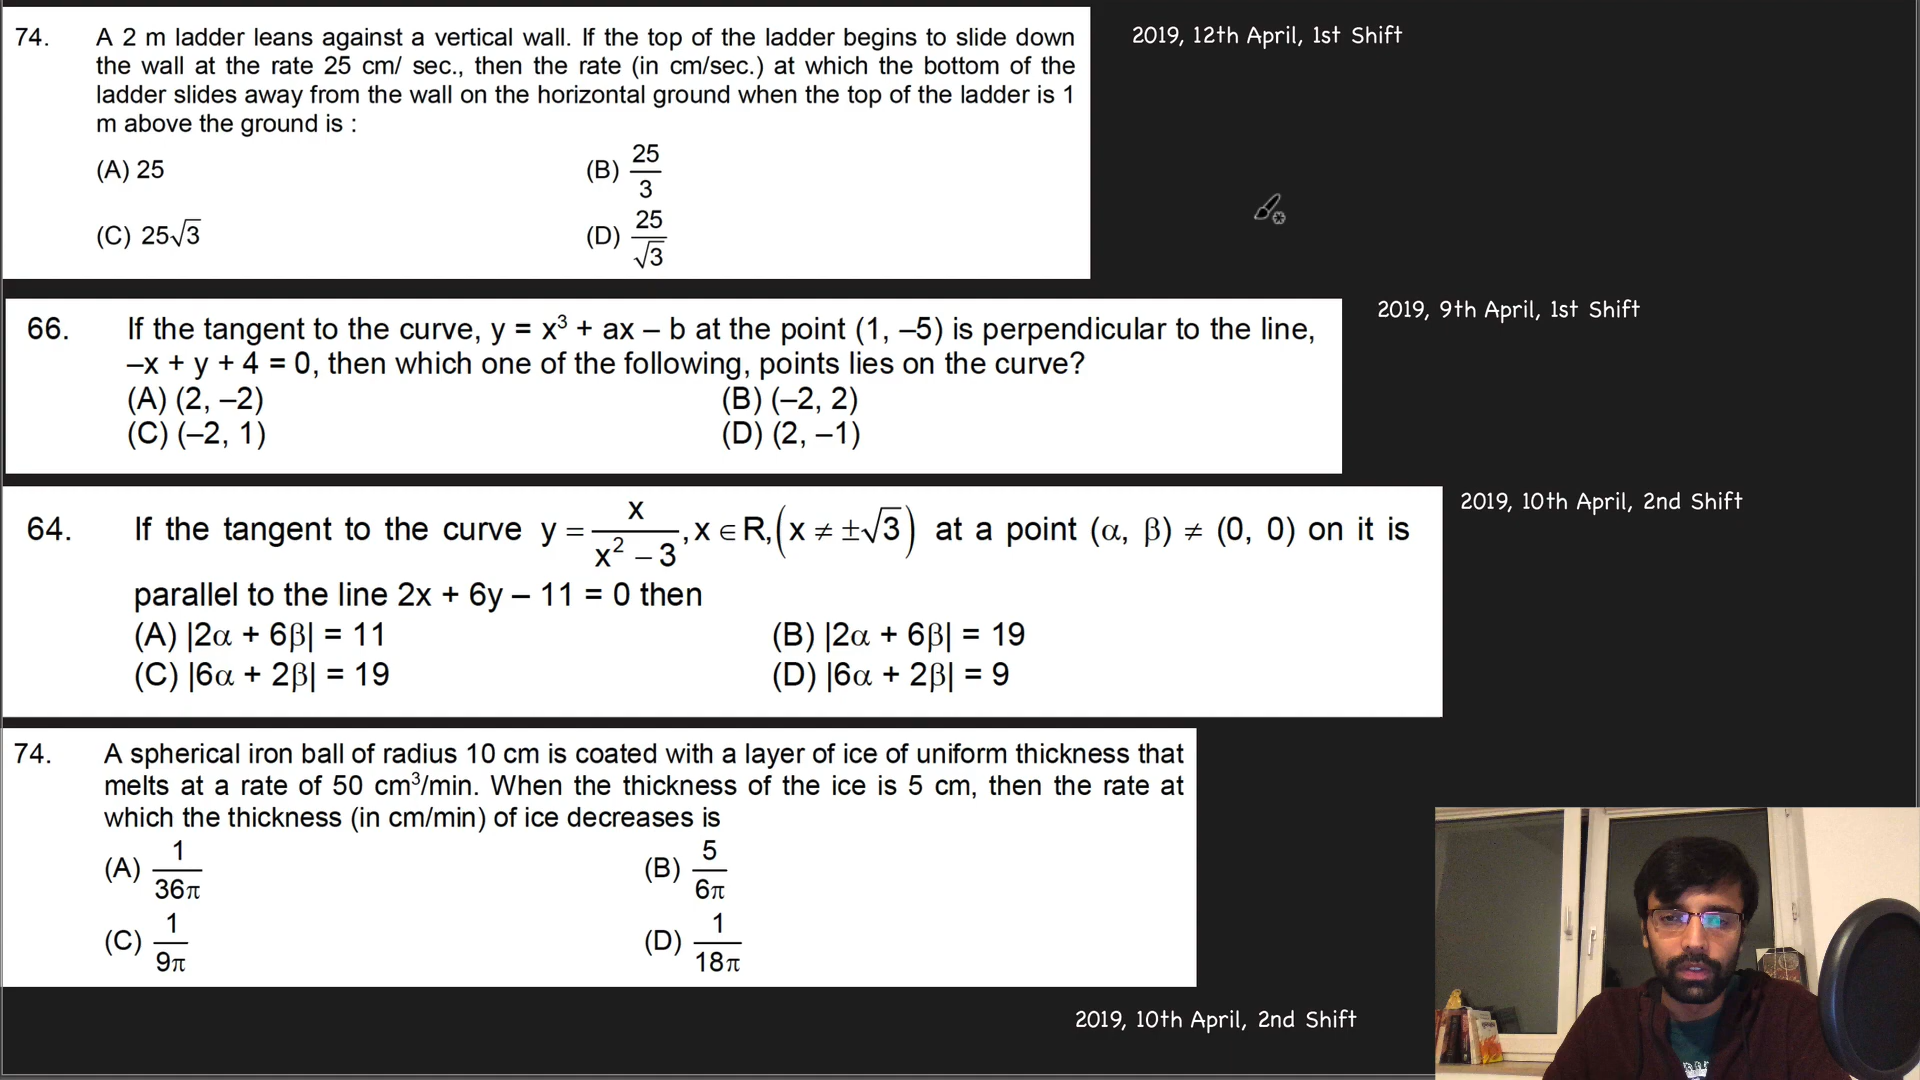 74. A 2 m ladder leans against a vertical wall. If the top of the ladder begins to slide down
the wall at the rate 25 cm/ sec., then the rate (in cm/sec.) at which the bottom of the
ladder slides away from the wall on the horizontal ground when the top of the ladder is 1
m above the ground is :
(A) 25 (B) 25/3
(C) 25√3 (D) 25/√3
2019, 12th April, 1st Shift
66. If the tangent to the curve, y = x³ + ax – b at the point (1, –5) is perpendicular to the line,
–x + y + 4 = 0, then which one of the following, points lies on the curve?
(A) (2, –2) (B) (–2, 2)
(C) (–2, 1) (D) (2, –1)
2019, 9th April, 1st Shift
64. If the tangent to the curve y = x/(x² – 3), x ∈ R, (x ≠ ±√3) at a point (α, β) ≠ (0, 0) on it is
parallel to the line 2x + 6y – 11 = 0 then
(A) |2α + 6β| = 11 (B) |2α + 6β| = 19
(C) |6α + 2β| = 19 (D) |6α + 2β| = 9
2019, 10th April, 2nd Shift
74. A spherical iron ball of radius 10 cm is coated with a layer of ice of uniform thickness that
melts at a rate of 50 cm³/min. When the thickness of the ice is 5 cm, then the rate at
which the thickness (in cm/min) of ice decreases is
(A) 1/36π (B) 5/6π
(C) 1/9π (D) 1/18π
2019, 10th April, 2nd Shift